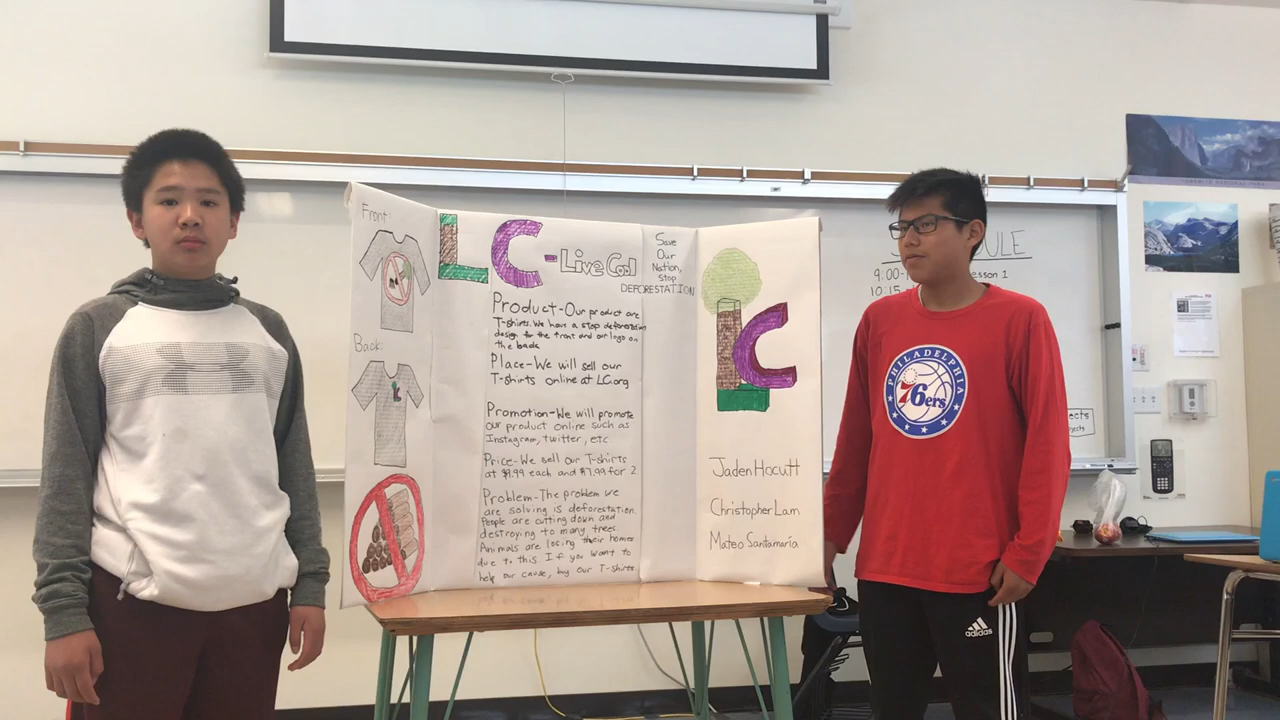 Front:
Back:
LC-Live Cool
Save
Our
Nation,
Stop
DEFORESTATION
Product-Our product are
T-shirts. We have a stop deforestation
design for the front and our logo on
the back
Place-We will sell our
T-shirts online at LC.org
Promotion-We will promote
our product online such as
Instagram, twitter, etc
Price-We sell our T-shirts
at $9.99 each and $17.99 for 2
Problem-The problem we
are solving is deforestation.
People are cutting down and
destroying to many trees.
Animals are losing their homes
due to this. If you want to
help our cause, by our T-shirts.
LC
Jaden Hocutt
Christopher Lam
Mateo Santamaría
PHILADELPHIA
76ers
adidas
9:00-
esson 1
10:15
ects